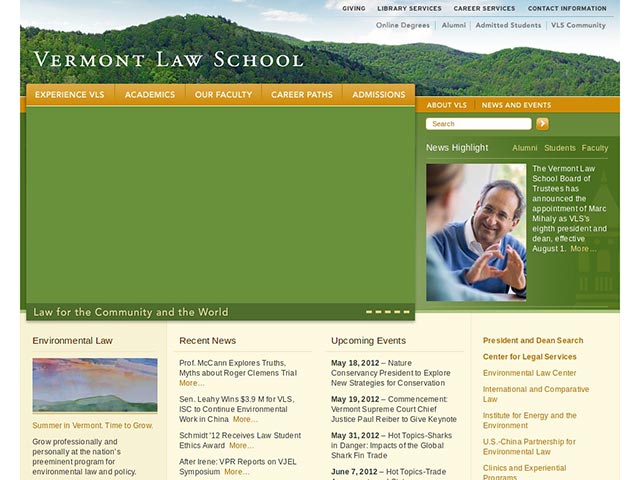 GIVING LIBRARY SERVICES CAREER SERVICES CONTACT INFORMATION
Online Degrees Alumni Admitted Students VLS Community
VERMONT LAW SCHOOL
EXPERIENCE VLS ACADEMICS OUR FACULTY CAREER PATHS ADMISSIONS
ABOUT VLS NEWS AND EVENTS
Search
News Highlight Alumni Students Faculty
The Vermont Law
School Board of
Trustees has
announced the
appointment of Marc
Mihaly as VLS's
eighth president and
dean, effective
August 1. More...
Law for the Community and the World
Environmental Law
Summer in Vermont. Time to Grow.
Grow professionally and
personally at the nation's
preeminent program for
environmental law and policy.
Recent News
Prof. McCann Explores Truths,
Myths about Roger Clemens Trial
More...
Sen. Leahy Wins $3.9 M for VLS,
ISC to Continue Environmental
Work in China More...
Schmidt '12 Receives Law Student
Ethics Award More...
After Irene: VPR Reports on VJEL
Symposium More...
Upcoming Events
May 18, 2012 – Nature
Conservancy President to Explore
New Strategies for Conservation
May 19, 2012 – Commencement:
Vermont Supreme Court Chief
Justice Paul Reiber to Give Keynote
May 31, 2012 – Hot Topics-Sharks
in Danger: Impacts of the Global
Shark Fin Trade
June 7, 2012 – Hot Topics-Trade
President and Dean Search
Center for Legal Services
Environmental Law Center
International and Comparative
Law
Institute for Energy and the
Environment
U.S.-China Partnership for
Environmental Law
Clinics and Experiential
Programs